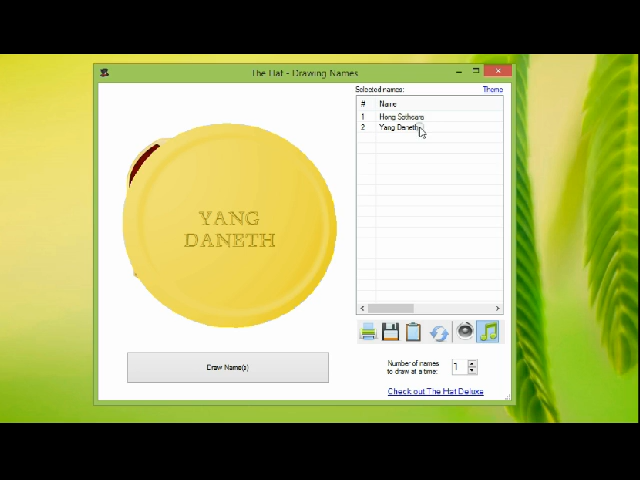 The Hat - Drawing Names
Selected names:
Theme
# Name
1 Hong Sothears
2 Yang Daneth
YANG
DANETH
Draw Name(s)
Number of names
to draw at a time:
1
Check out The Hat Deluxe